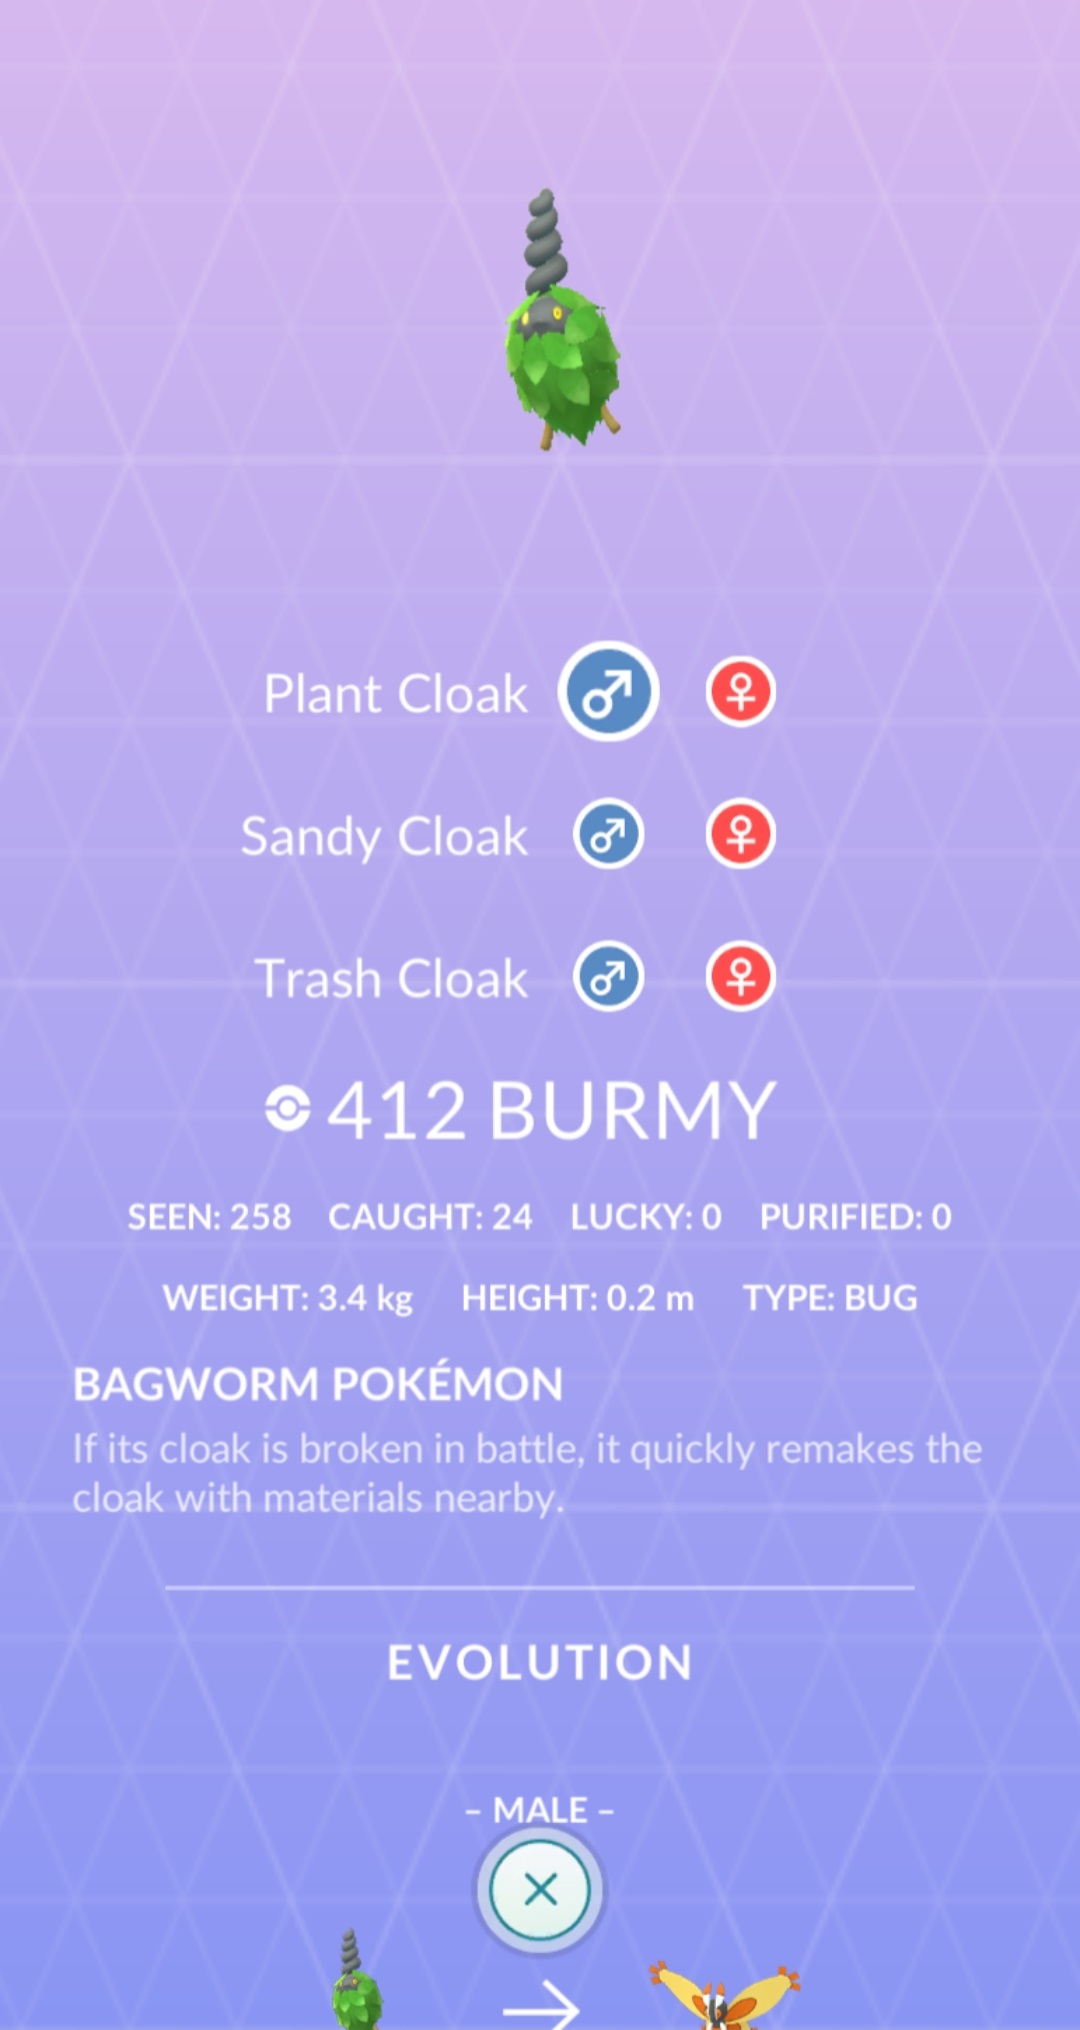 Plant Cloak
Sandy Cloak
Trash Cloak
412 BURMY
SEEN: 258 CAUGHT: 24 LUCKY: 0 PURIFIED: 0
WEIGHT: 3.4 kg HEIGHT: 0.2 m TYPE: BUG
BAGWORM POKÉMON
If its cloak is broken in battle, it quickly remakes the
cloak with materials nearby.
EVOLUTION
– MALE –